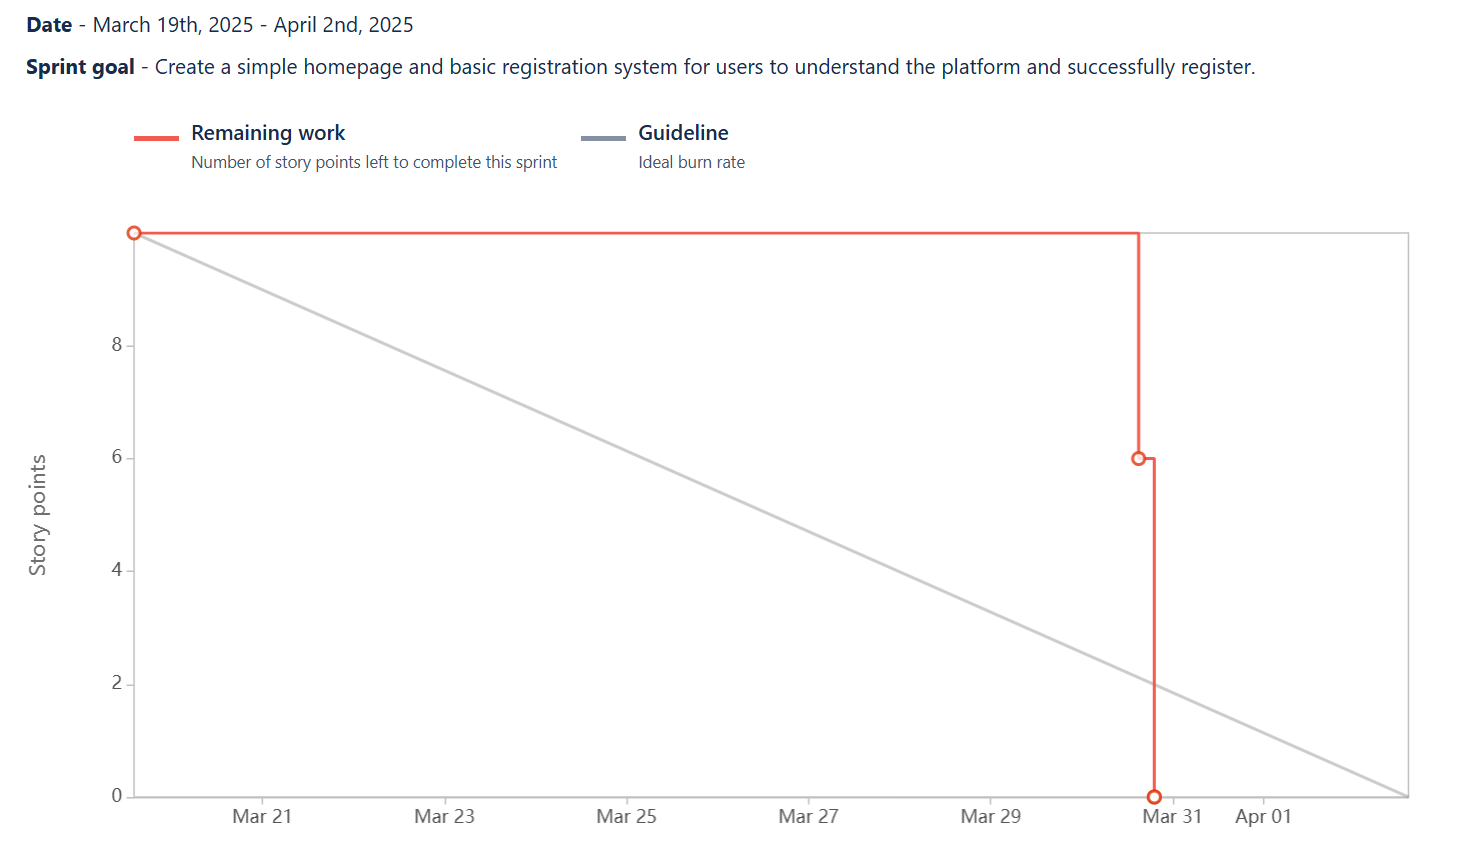 Date - March 19th, 2025 - April 2nd, 2025
Sprint goal - Create a simple homepage and basic registration system for users to understand the platform and successfully register.
Remaining work
Number of story points left to complete this sprint
Guideline
Ideal burn rate
Story points
8
6
4
2
0
Mar 21
Mar 23
Mar 25
Mar 27
Mar 29
Mar 31
Apr 01